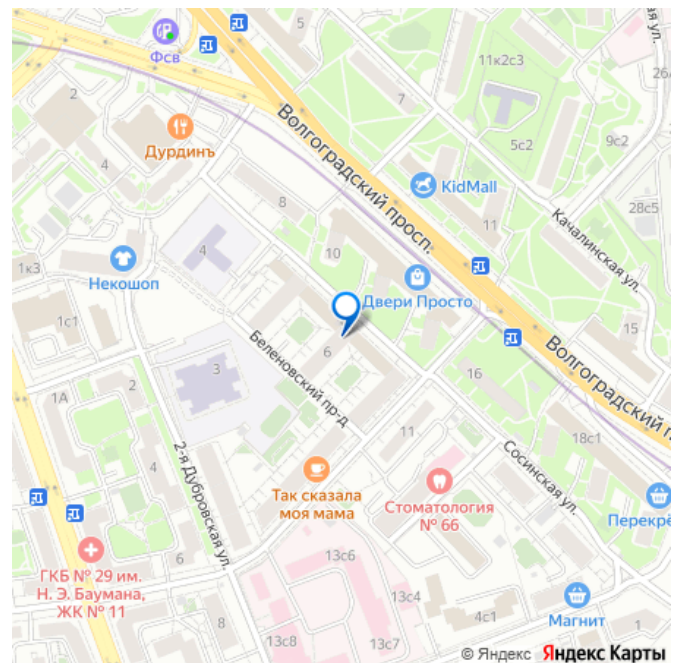 5
ая ул.
Фсв
11к2с3
26А
2
7
Дурдинъ
Волгоградский просп.
5с2
9с2
4
KidMall
8
11
28с5
4
Качалинская ул.
1к3
Некошоп
10
Двери Просто
1с1
15
Беленовский пр-д
6
Волгоградский п
3
16
1А
2
11
18с1
2-я Дубровская ул.
Сосинская ул.
4
Так сказала
моя мама
Стоматология
№ 66
Перекрё
6
13с6
ГКБ № 29 им.
Н. Э. Баумана,
ЖК № 11
13с4
4с1
Магнит
1
13с8
13с7
© Яндекс Яндекс Карты